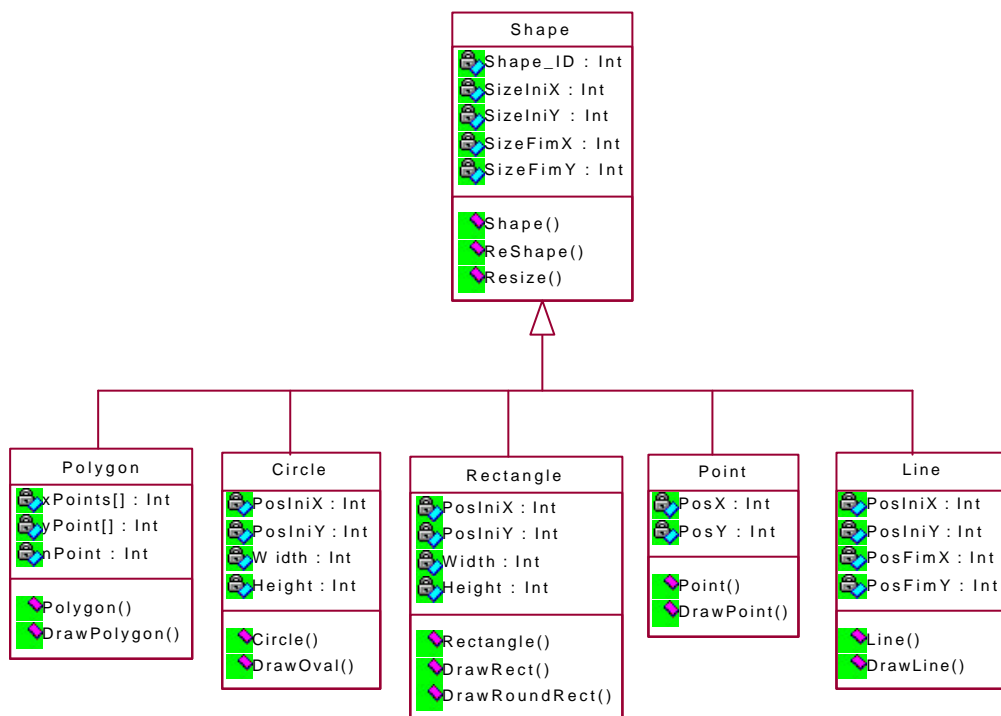 Shape
Shape_ID : Int
SizeIniX : Int
SizeIniY : Int
SizeFimX : Int
SizeFimY : Int
Shape()
ReShape()
Resize()
Polygon
xPoints[] : Int
yPoint[] : Int
nPoint : Int
Polygon()
DrawPolygon()
Circle
PosIniX : Int
PosIniY : Int
Width : Int
Height : Int
Circle()
DrawOval()
Rectangle
PosIniX : Int
PosIniY : Int
Width : Int
Height : Int
Rectangle()
DrawRect()
DrawRoundRect()
Point
PosX : Int
PosY : Int
Point()
DrawPoint()
Line
PosIniX : Int
PosIniY : Int
PosFimX : Int
PosFimY : Int
Line()
DrawLine()